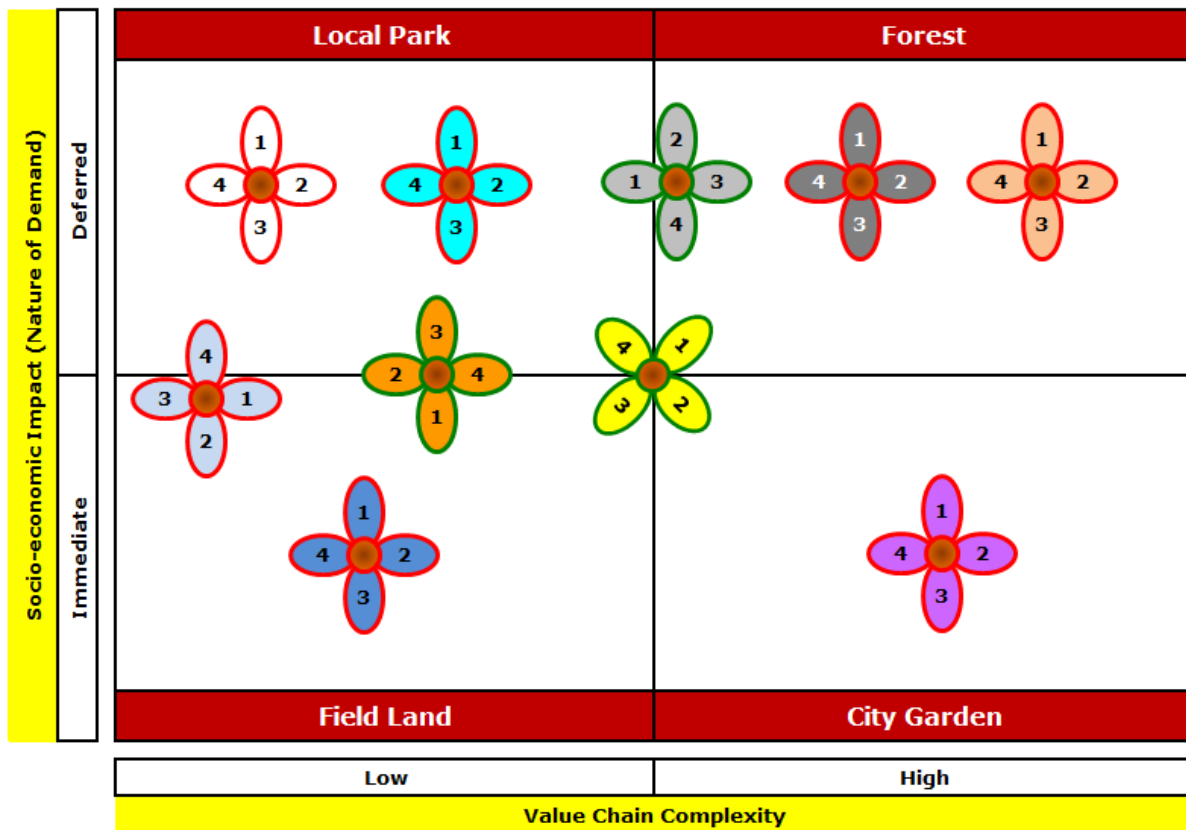 Local Park
Forest
Socio-economic Impact (Nature of Demand)
Deferred
Immediate
1
4 2
3
1
4 2
3
2
1 3
4
1
4 2
3
1
4 2
3
4
3 1
2
3
2 4
1
4 1
3 2
1
4 2
3
1
4 2
3
Field Land
City Garden
Low
High
Value Chain Complexity